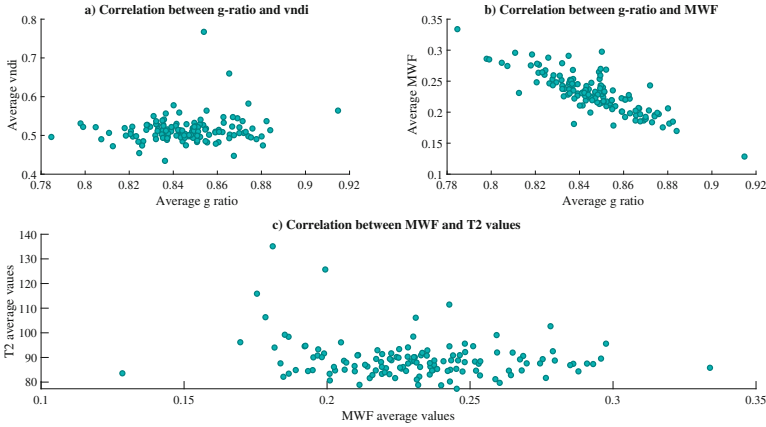 a) Correlation between g-ratio and vndi
0.8
0.7
0.6
0.5
0.4
0.78 0.8 0.82 0.84 0.86 0.88 0.9 0.92
Average vndi
Average g ratio
b) Correlation between g-ratio and MWF
0.35
0.3
0.25
0.2
0.15
0.1
0.78 0.8 0.82 0.84 0.86 0.88 0.9 0.92
Average MWF
Average g ratio
c) Correlation between MWF and T2 values
140
130
120
110
100
90
80
0.1 0.15 0.2 0.25 0.3 0.35
T2 average vaues
MWF average values